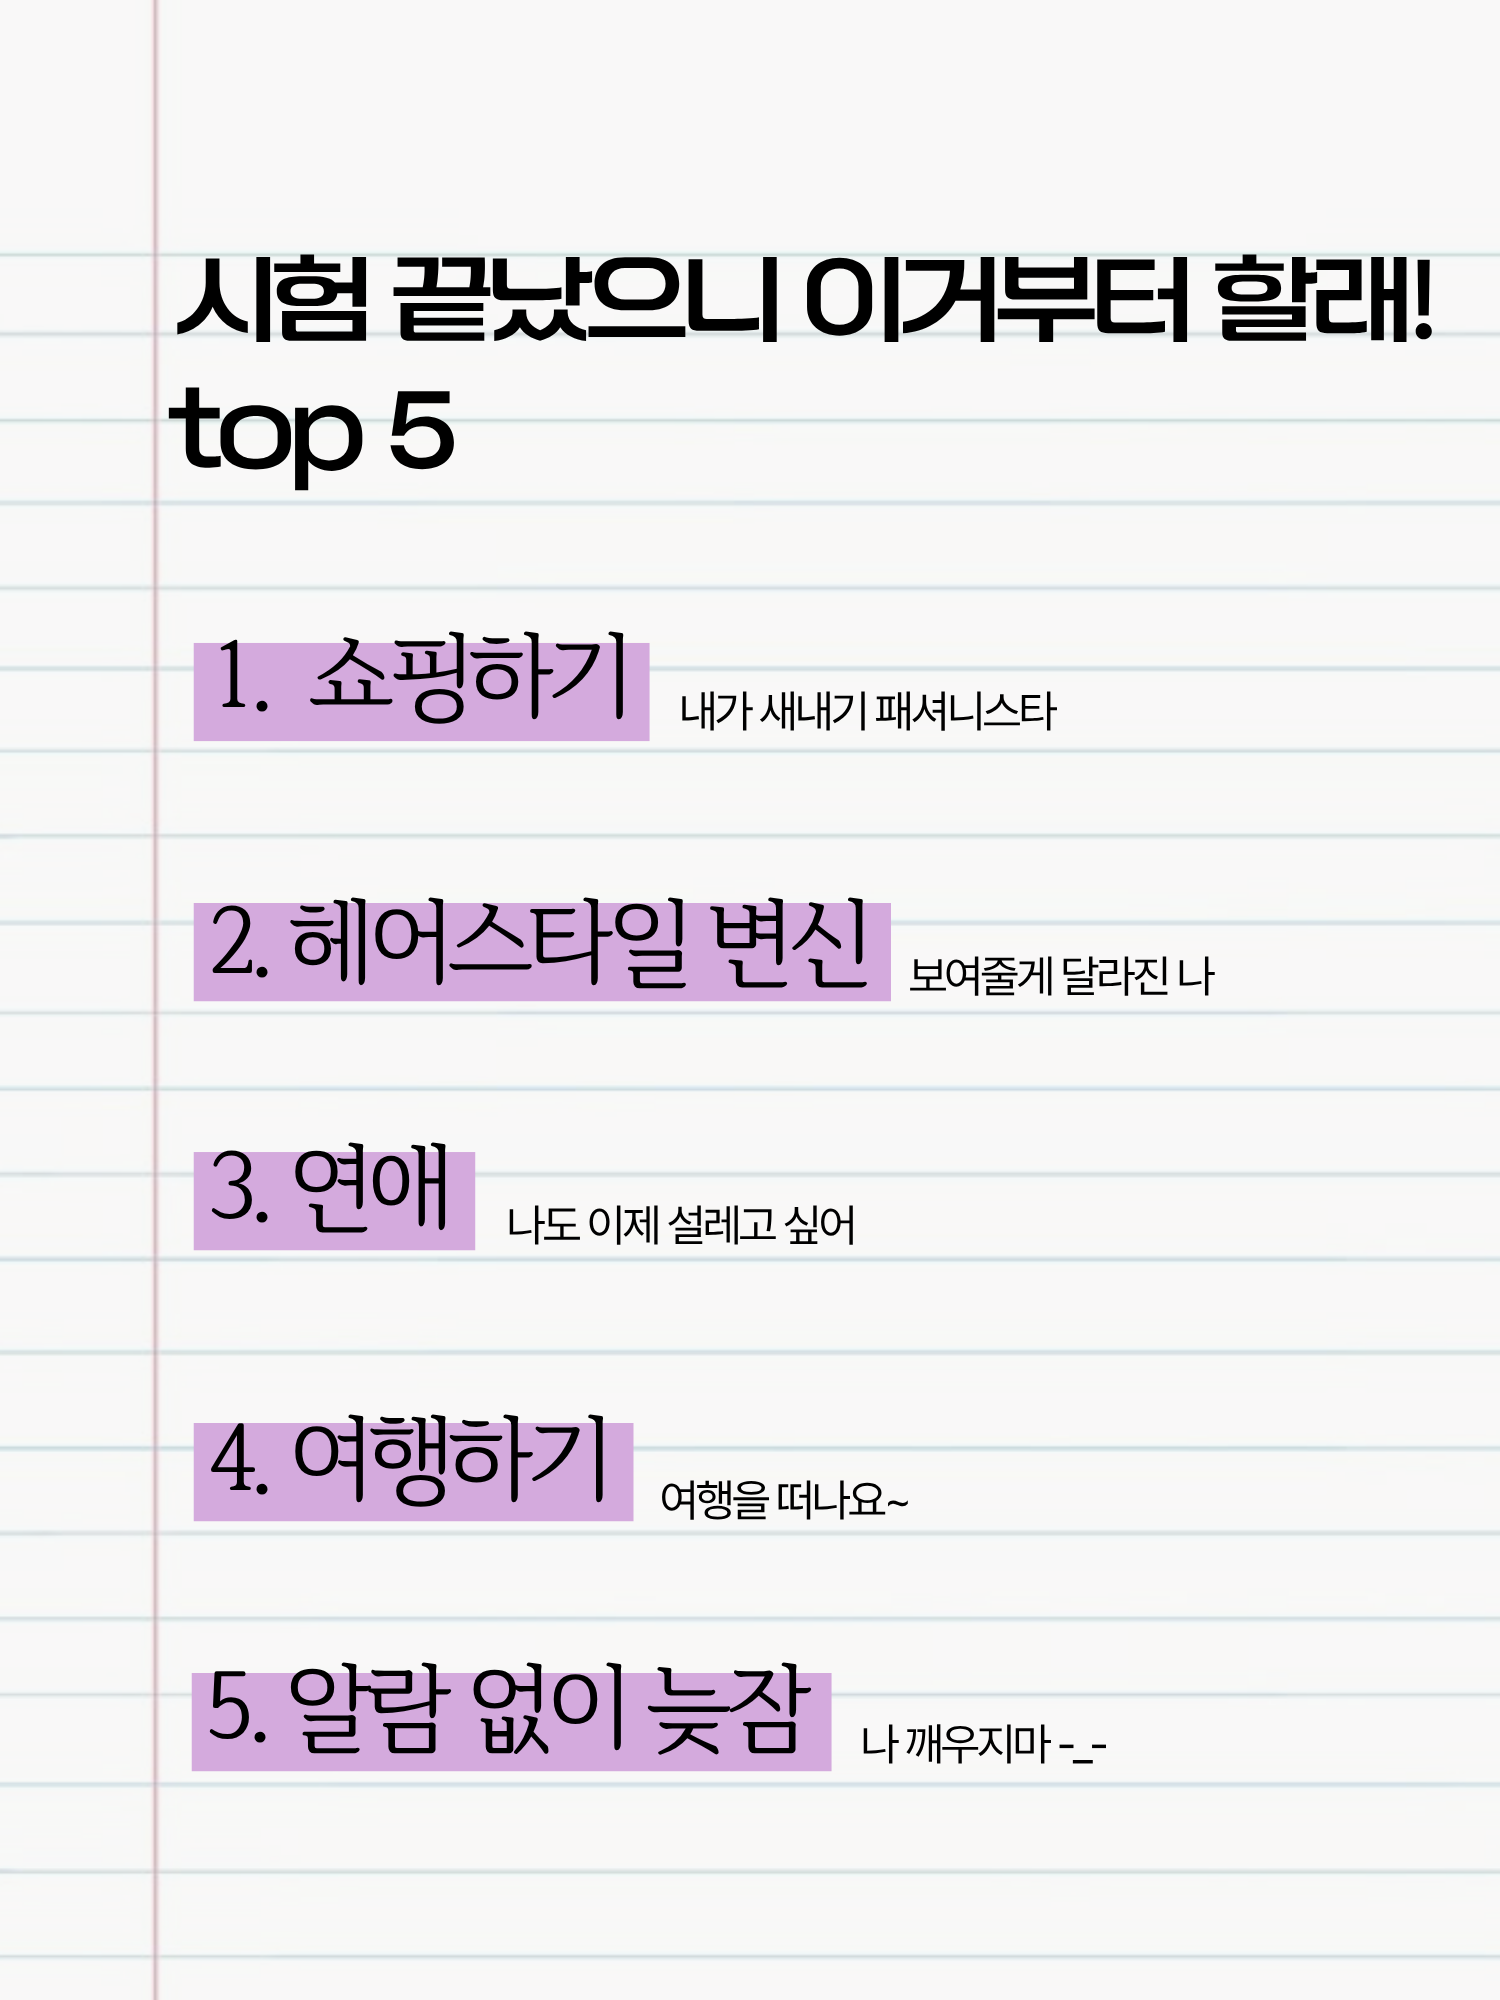 시험 끝났으니 이거부터 할래!
top 5
1. 쇼핑하기 내가 새내기 패셔니스타
2. 헤어스타일 변신 보여줄게 달라진 나
3. 연애 나도 이제 설레고 싶어
4. 여행하기 여행을 떠나요~
5. 알람 없이 늦잠 나 깨우지마 -_-